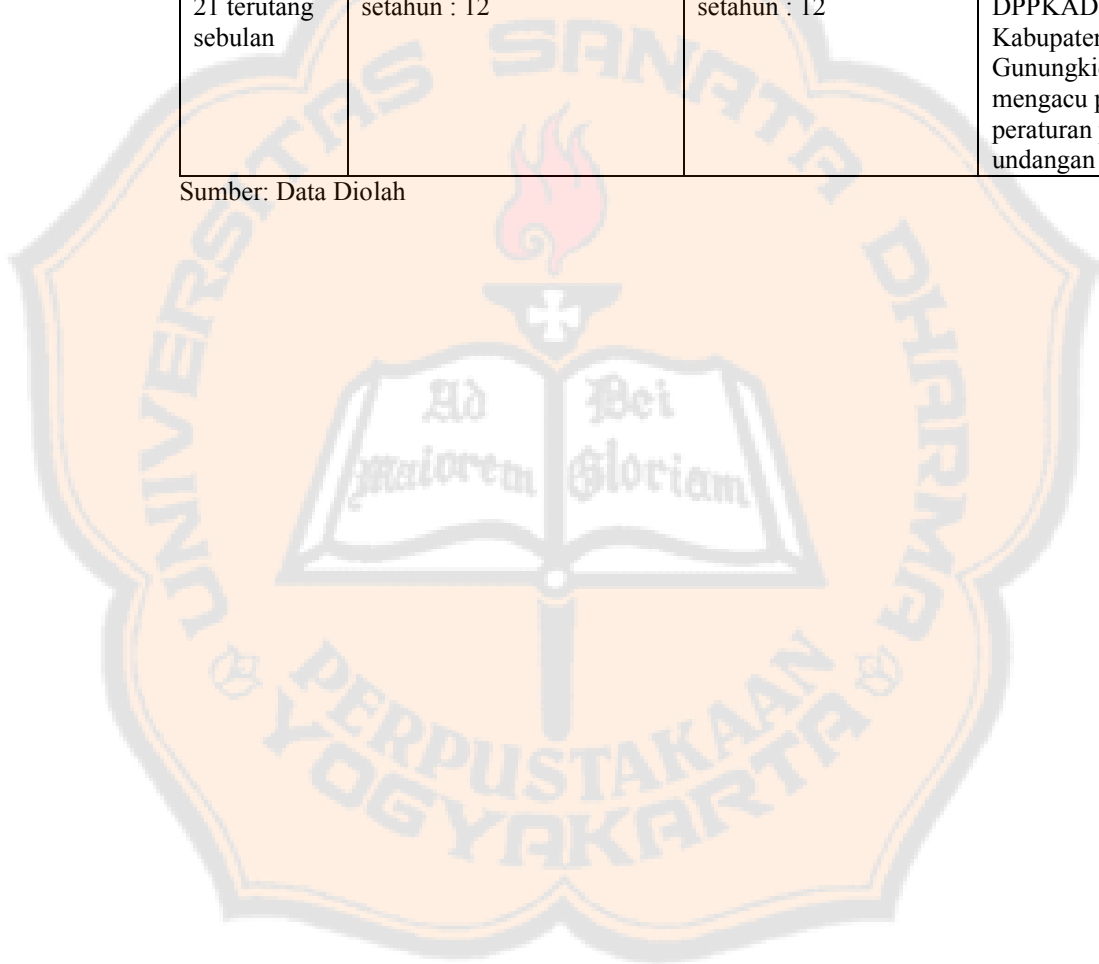 21 terutang
sebulan
setahun : 12
setahun : 12
DPPKAD
Kabupaten
mengacu
peraturan
undangan
Sumber: Data Diolah
UNIVERSITAS SANATA DHARMA
Ad
Maiorem
Dei
Gloriam
PERPUSTAKAAN
YOGYAKARTA